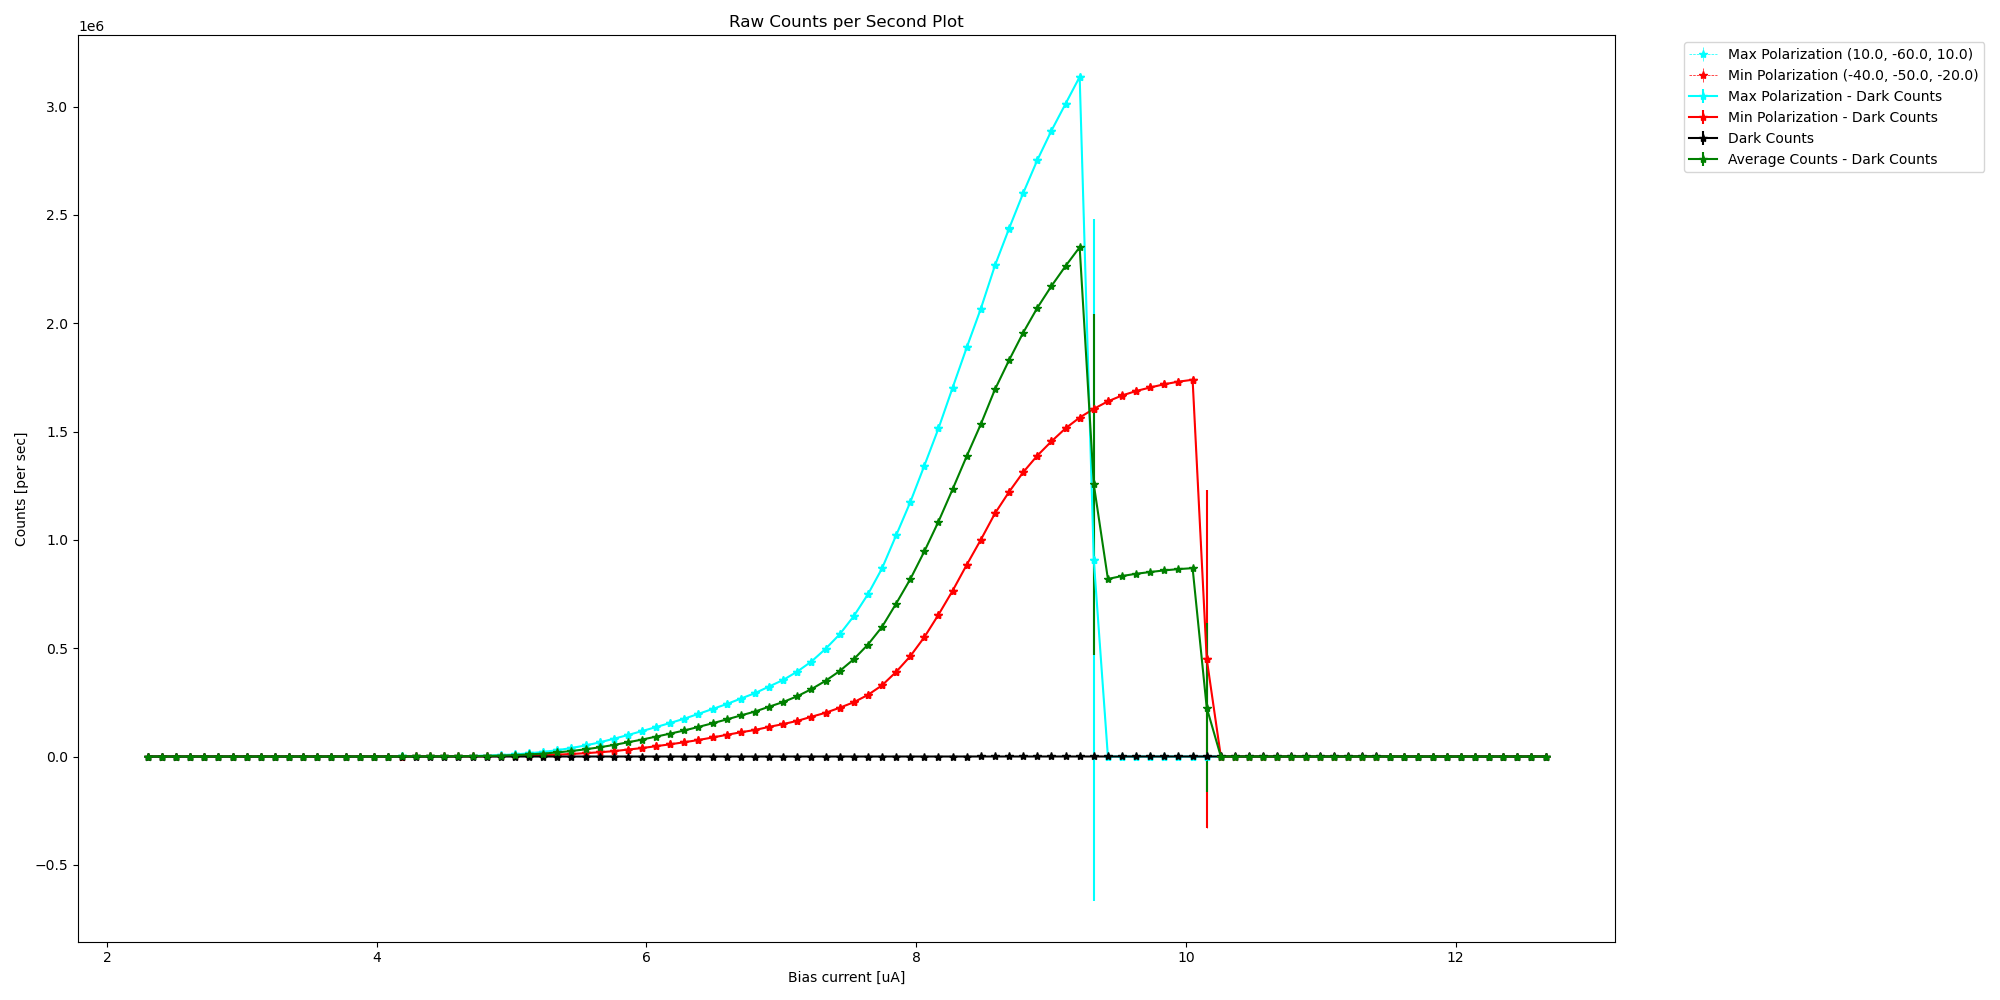 Raw Counts per Second Plot
1e6
3.0
2.5
2.0
1.5
1.0
0.5
0.0
−0.5
Counts [per sec]
2
4
6
8
10
12
Bias current [uA]
Max Polarization (10.0, -60.0, 10.0)
Min Polarization (-40.0, -50.0, -20.0)
Max Polarization - Dark Counts
Min Polarization - Dark Counts
Dark Counts
Average Counts - Dark Counts